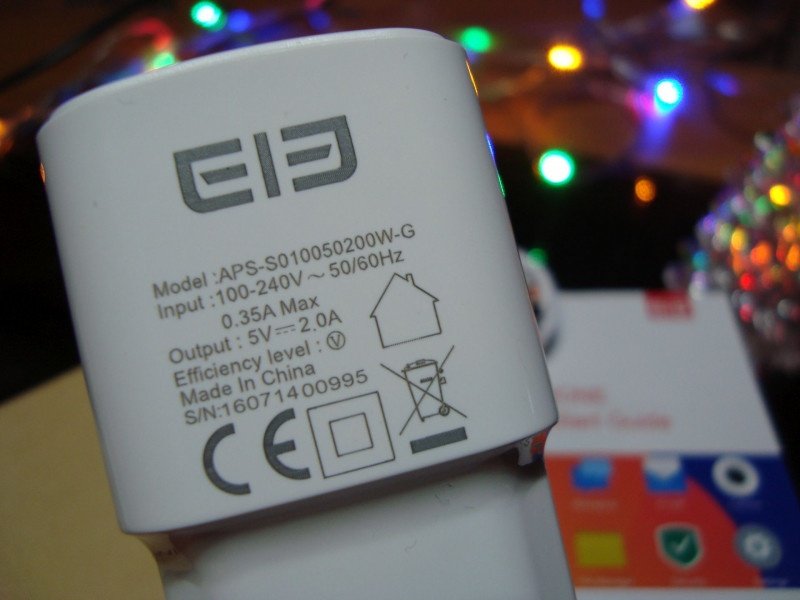 Model :APS-S010050200W-G
Input :100-240V ~ 50/60Hz
0.35A Max
Output : 5V⎓2.0A
Efficiency level : Ⓥ
Made In China
S/N:16071400995
CE